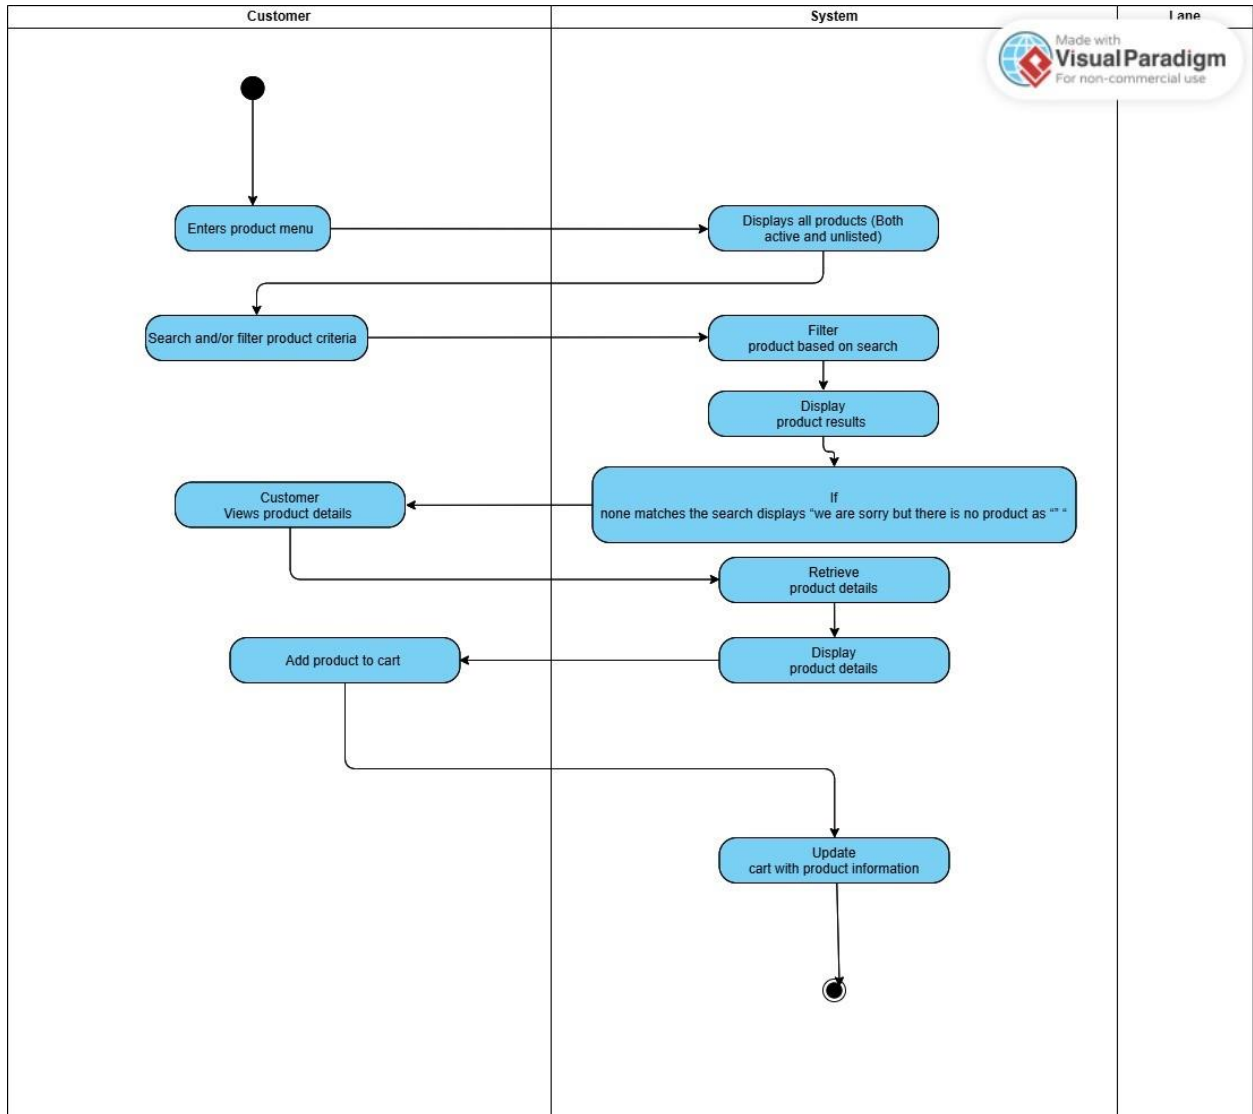 Customer
System
Lane
Made with
Visual Paradigm
For non-commercial use
Enters product menu
Displays all products (Both
active and unlisted)
Search and/or filter product criteria
Filter
product based on search
Display
product results
If
none matches the search displays “we are sorry but there is no product as “” “
Customer
Views product details
Retrieve
product details
Display
product details
Add product to cart
Update
cart with product information